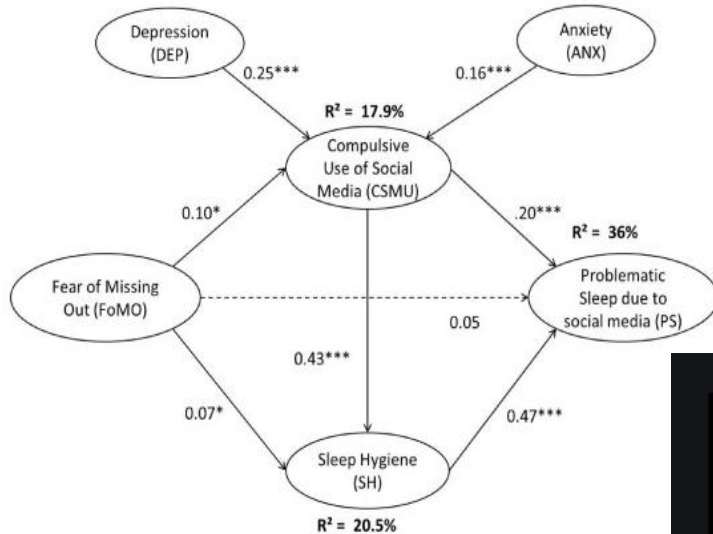 Depression
(DEP)
Anxiety
(ANX)
0.25***
0.16***
R² = 17.9%
Compulsive
Use of Social
Media (CSMU)
0.10*
.20***
R² = 36%
Fear of Missing
Out (FoMO)
Problematic
Sleep due to
social media (PS)
0.05
0.43***
0.07*
0.47***
Sleep Hygiene
(SH)
R² = 20.5%